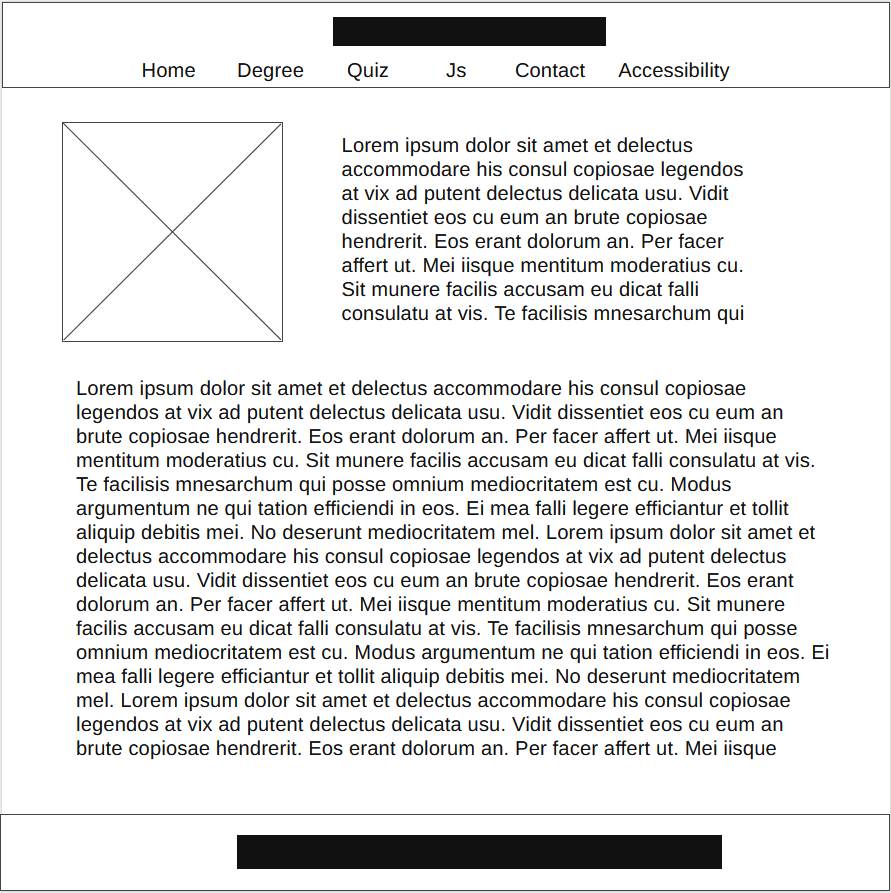 Home Degree Quiz Js Contact Accessibility
Lorem ipsum dolor sit amet et delectus
accommodare his consul copiosae legendos
at vix ad putent delectus delicata usu. Vidit
dissentiet eos cu eum an brute copiosae
hendrerit. Eos erant dolorum an. Per facer
affert ut. Mei iisque mentitum moderatius cu.
Sit munere facilis accusam eu dicat falli
consulatu at vis. Te facilisis mnesarchum qui
Lorem ipsum dolor sit amet et delectus accommodare his consul copiosae
legendos at vix ad putent delectus delicata usu. Vidit dissentiet eos cu eum an
brute copiosae hendrerit. Eos erant dolorum an. Per facer affert ut. Mei iisque
mentitum moderatius cu. Sit munere facilis accusam eu dicat falli consulatu at vis.
Te facilisis mnesarchum qui posse omnium mediocritatem est cu. Modus
argumentum ne qui tation efficiendi in eos. Ei mea falli legere efficiantur et tollit
aliquip debitis mei. No deserunt mediocritatem mel. Lorem ipsum dolor sit amet et
delectus accommodare his consul copiosae legendos at vix ad putent delectus
delicata usu. Vidit dissentiet eos cu eum an brute copiosae hendrerit. Eos erant
dolorum an. Per facer affert ut. Mei iisque mentitum moderatius cu. Sit munere
facilis accusam eu dicat falli consulatu at vis. Te facilisis mnesarchum qui posse
omnium mediocritatem est cu. Modus argumentum ne qui tation efficiendi in eos. Ei
mea falli legere efficiantur et tollit aliquip debitis mei. No deserunt mediocritatem
mel. Lorem ipsum dolor sit amet et delectus accommodare his consul copiosae
legendos at vix ad putent delectus delicata usu. Vidit dissentiet eos cu eum an
brute copiosae hendrerit. Eos erant dolorum an. Per facer affert ut. Mei iisque